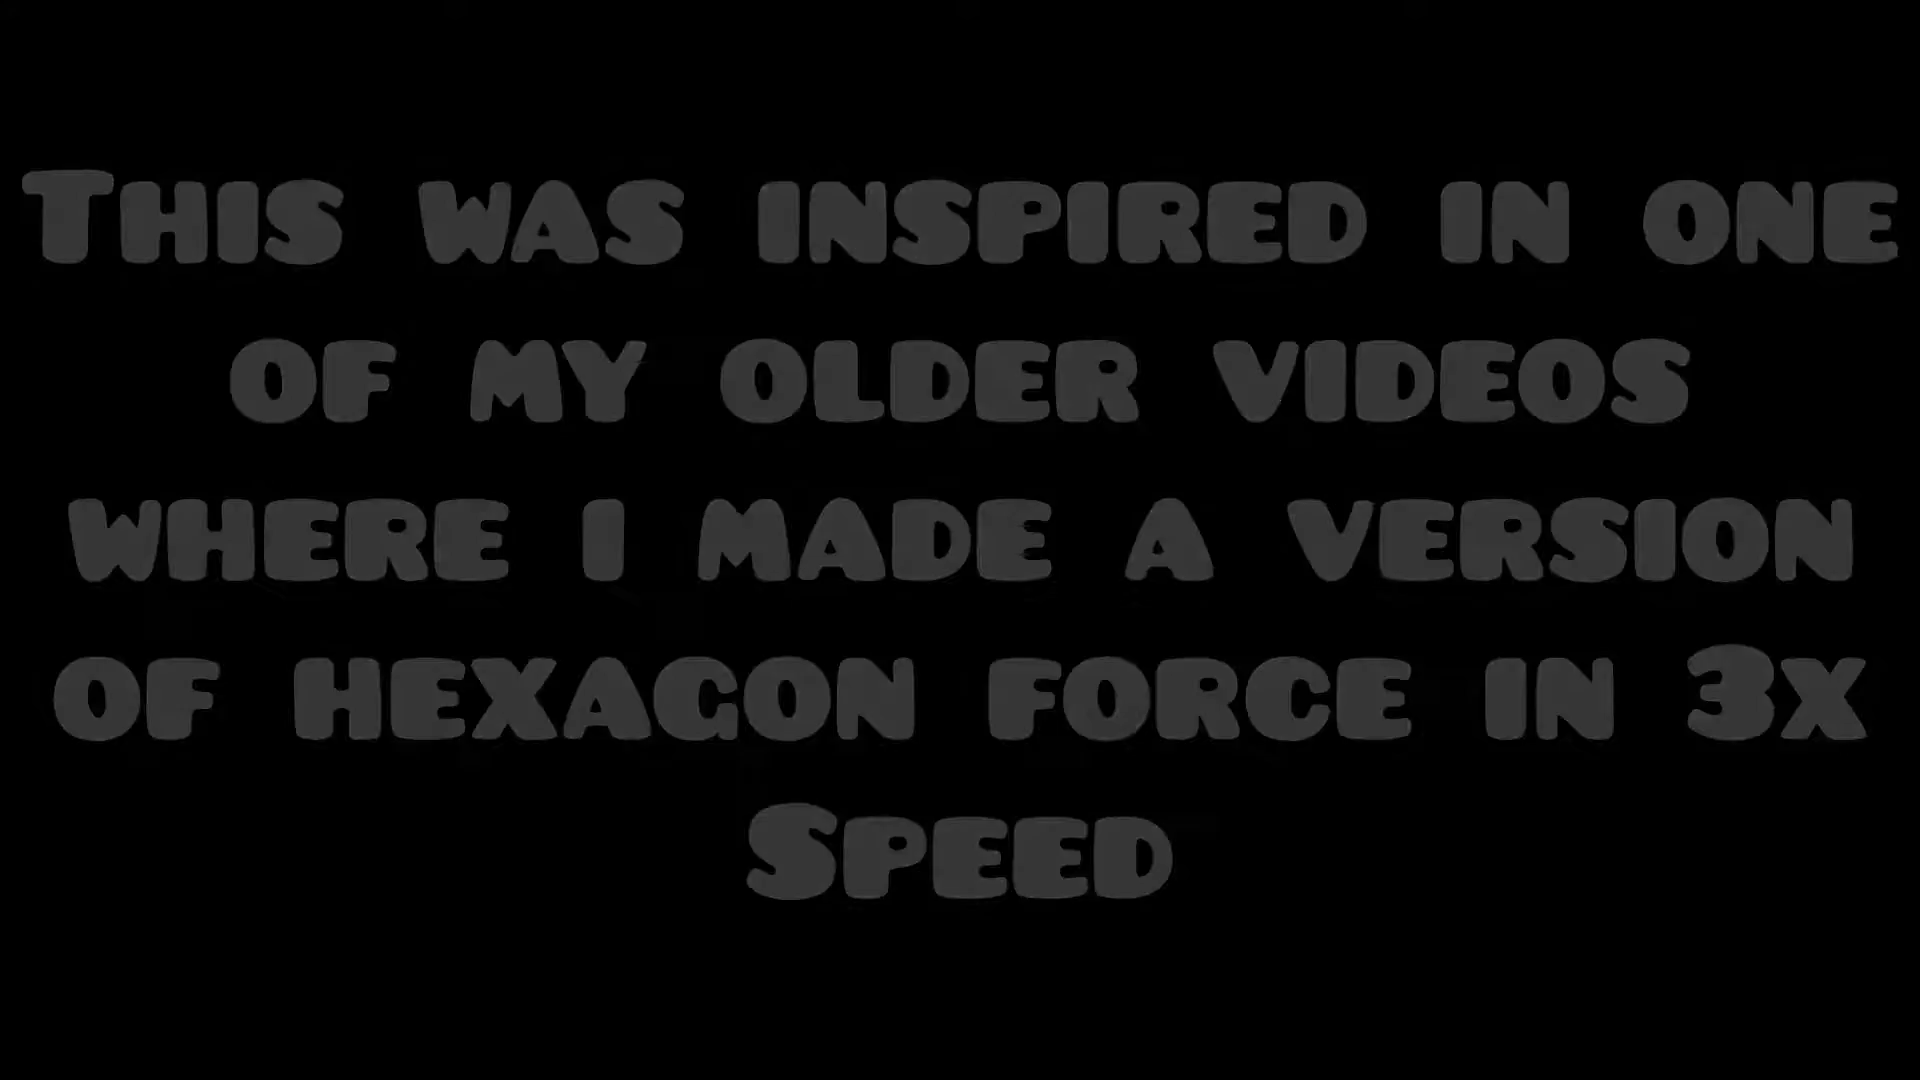 This was inspired in one
of my older videos
where i made a version
of hexagon force in 3x
Speed